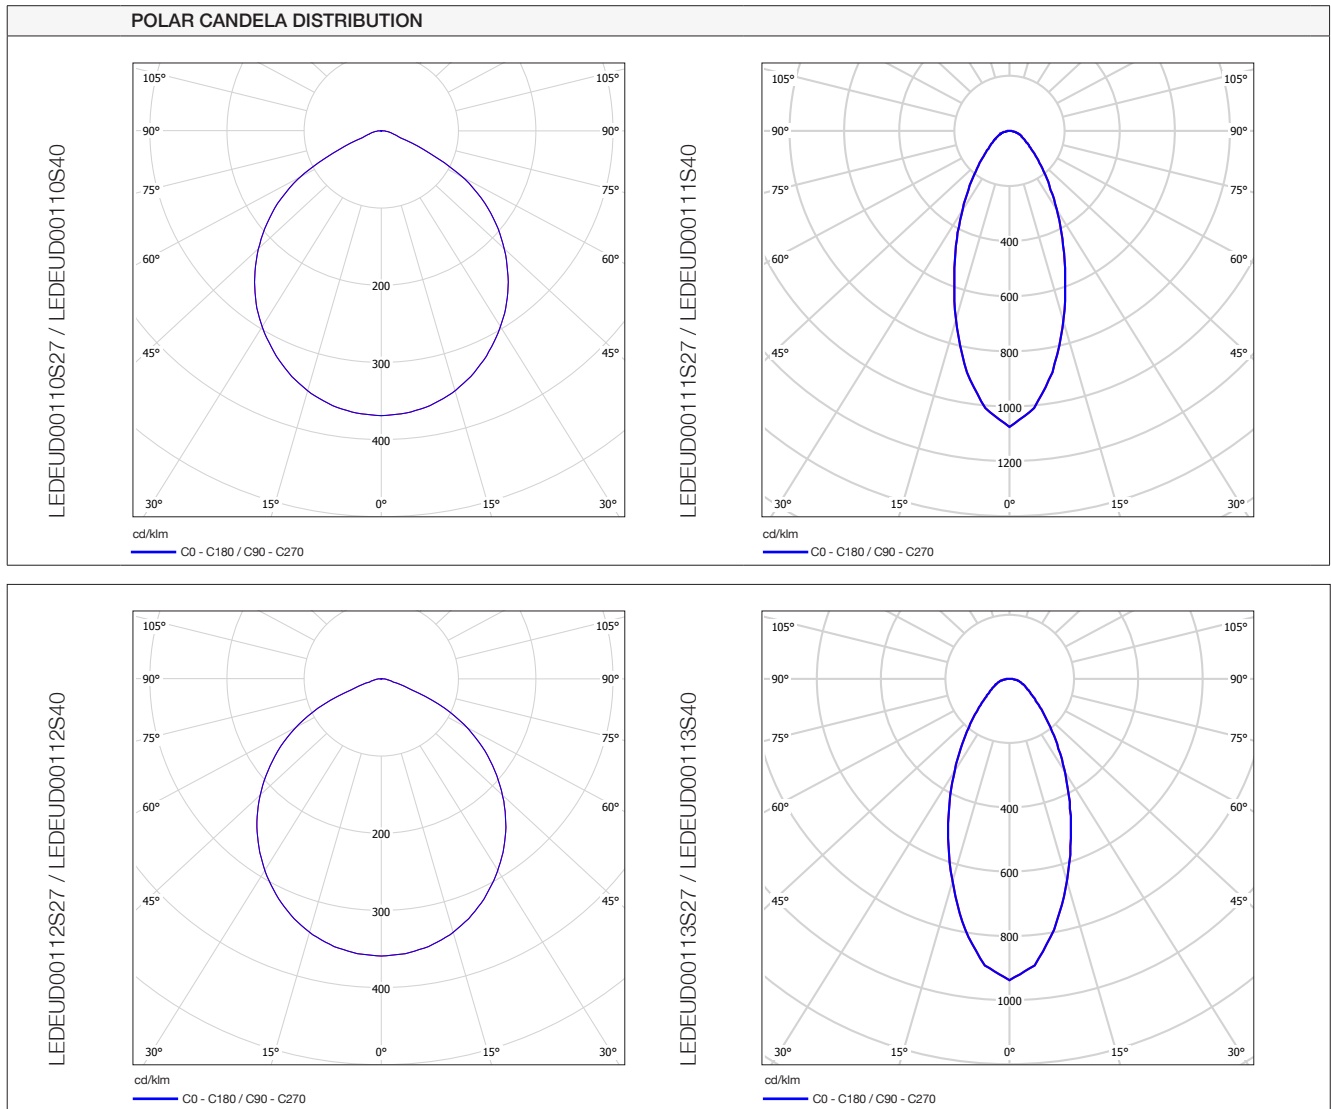 POLAR CANDELA DISTRIBUTION
LEDEUD00110S27 / LEDEUD00110S40
105° 105°
90° 90°
75° 75°
60° 60°
45° 45°
200
300
400
30° 15° 0° 15° 30°
cd/klm
C0 - C180 / C90 - C270
LEDEUD00111S27 / LEDEUD00111S40
105° 105°
90° 90°
75° 75°
60° 60°
45° 45°
400
600
800
1000
1200
30° 15° 0° 15° 30°
cd/klm
C0 - C180 / C90 - C270
LEDEUD00112S27 / LEDEUD00112S40
105° 105°
90° 90°
75° 75°
60° 60°
45° 45°
200
300
400
30° 15° 0° 15° 30°
cd/klm
C0 - C180 / C90 - C270
LEDEUD00113S27 / LEDEUD00113S40
105° 105°
90° 90°
75° 75°
60° 60°
45° 45°
400
600
800
1000
30° 15° 0° 15° 30°
cd/klm
C0 - C180 / C90 - C270